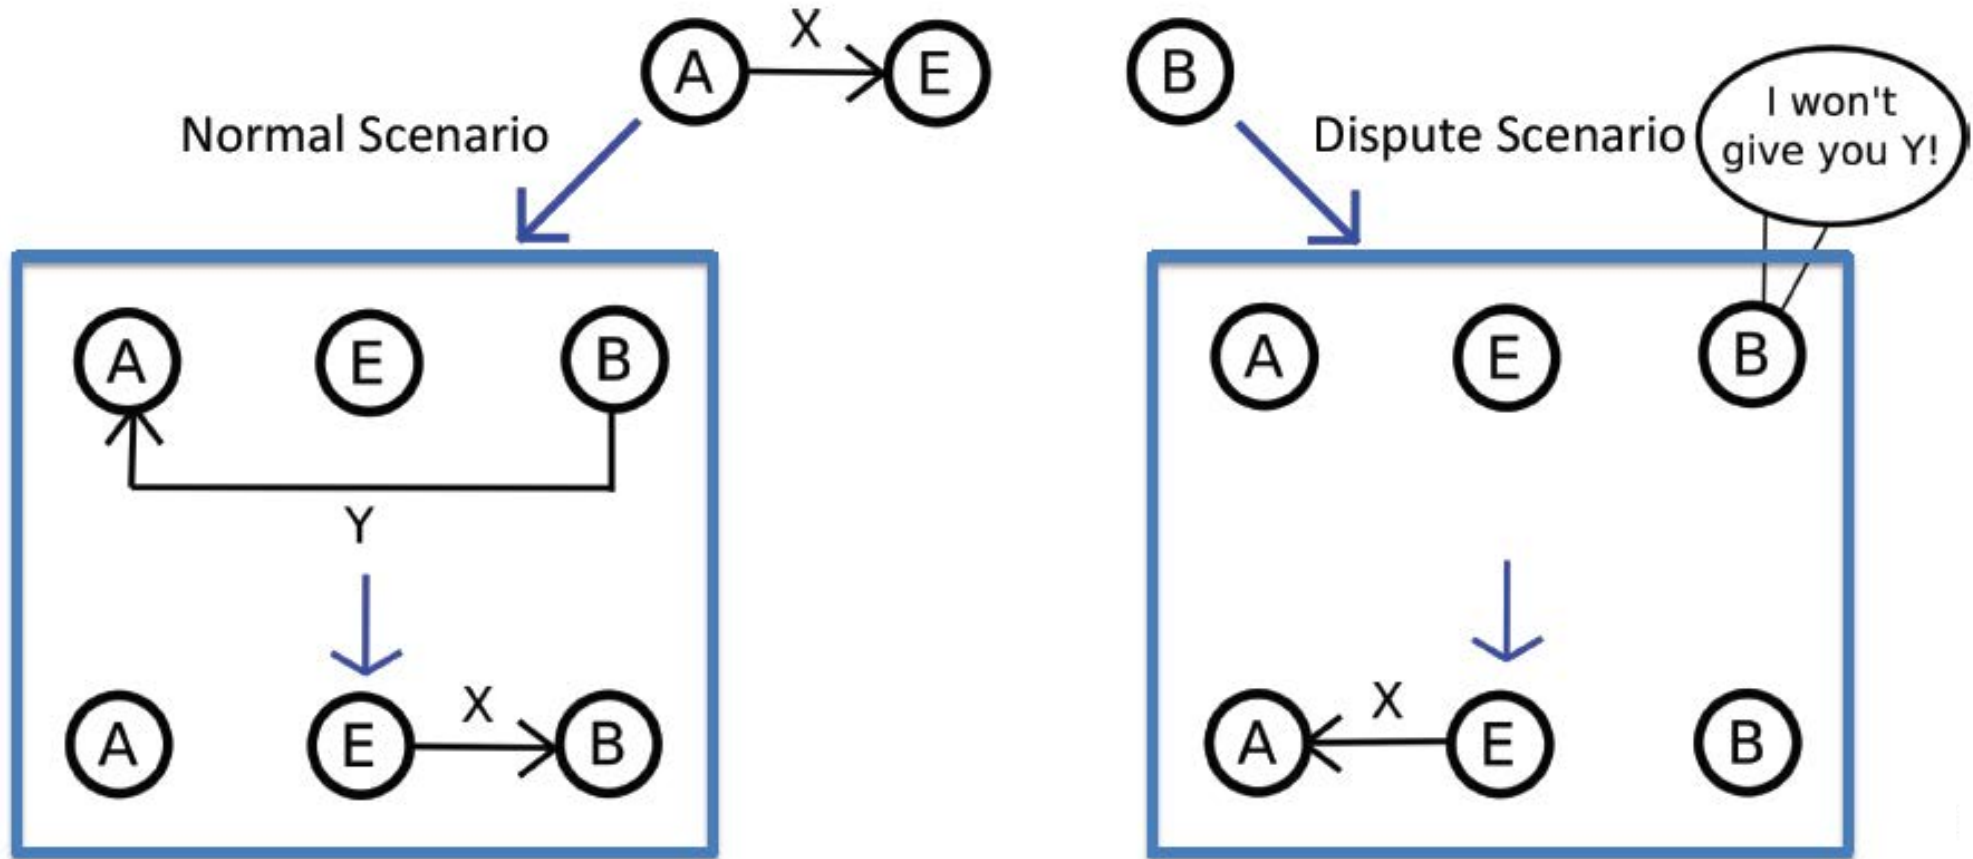 X
A
E
B
Normal Scenario
Dispute Scenario
I won't
give you Y!
A
E
B
Y
A
E
X
B
A
E
B
A
X
E
B